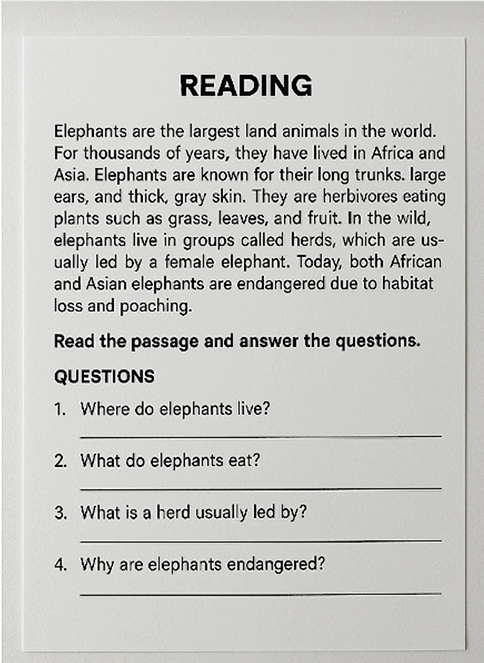 READING
Elephants are the largest land animals in the world.
For thousands of years, they have lived in Africa and
Asia. Elephants are known for their long trunks. large
ears, and thick, gray skin. They are herbivores eating
plants such as grass, leaves, and fruit. In the wild,
elephants live in groups called herds, which are us-
ually led by a female elephant. Today, both African
and Asian elephants are endangered due to habitat
loss and poaching.
Read the passage and answer the questions.
QUESTIONS
1. Where do elephants live?
2. What do elephants eat?
3. What is a herd usually led by?
4. Why are elephants endangered?